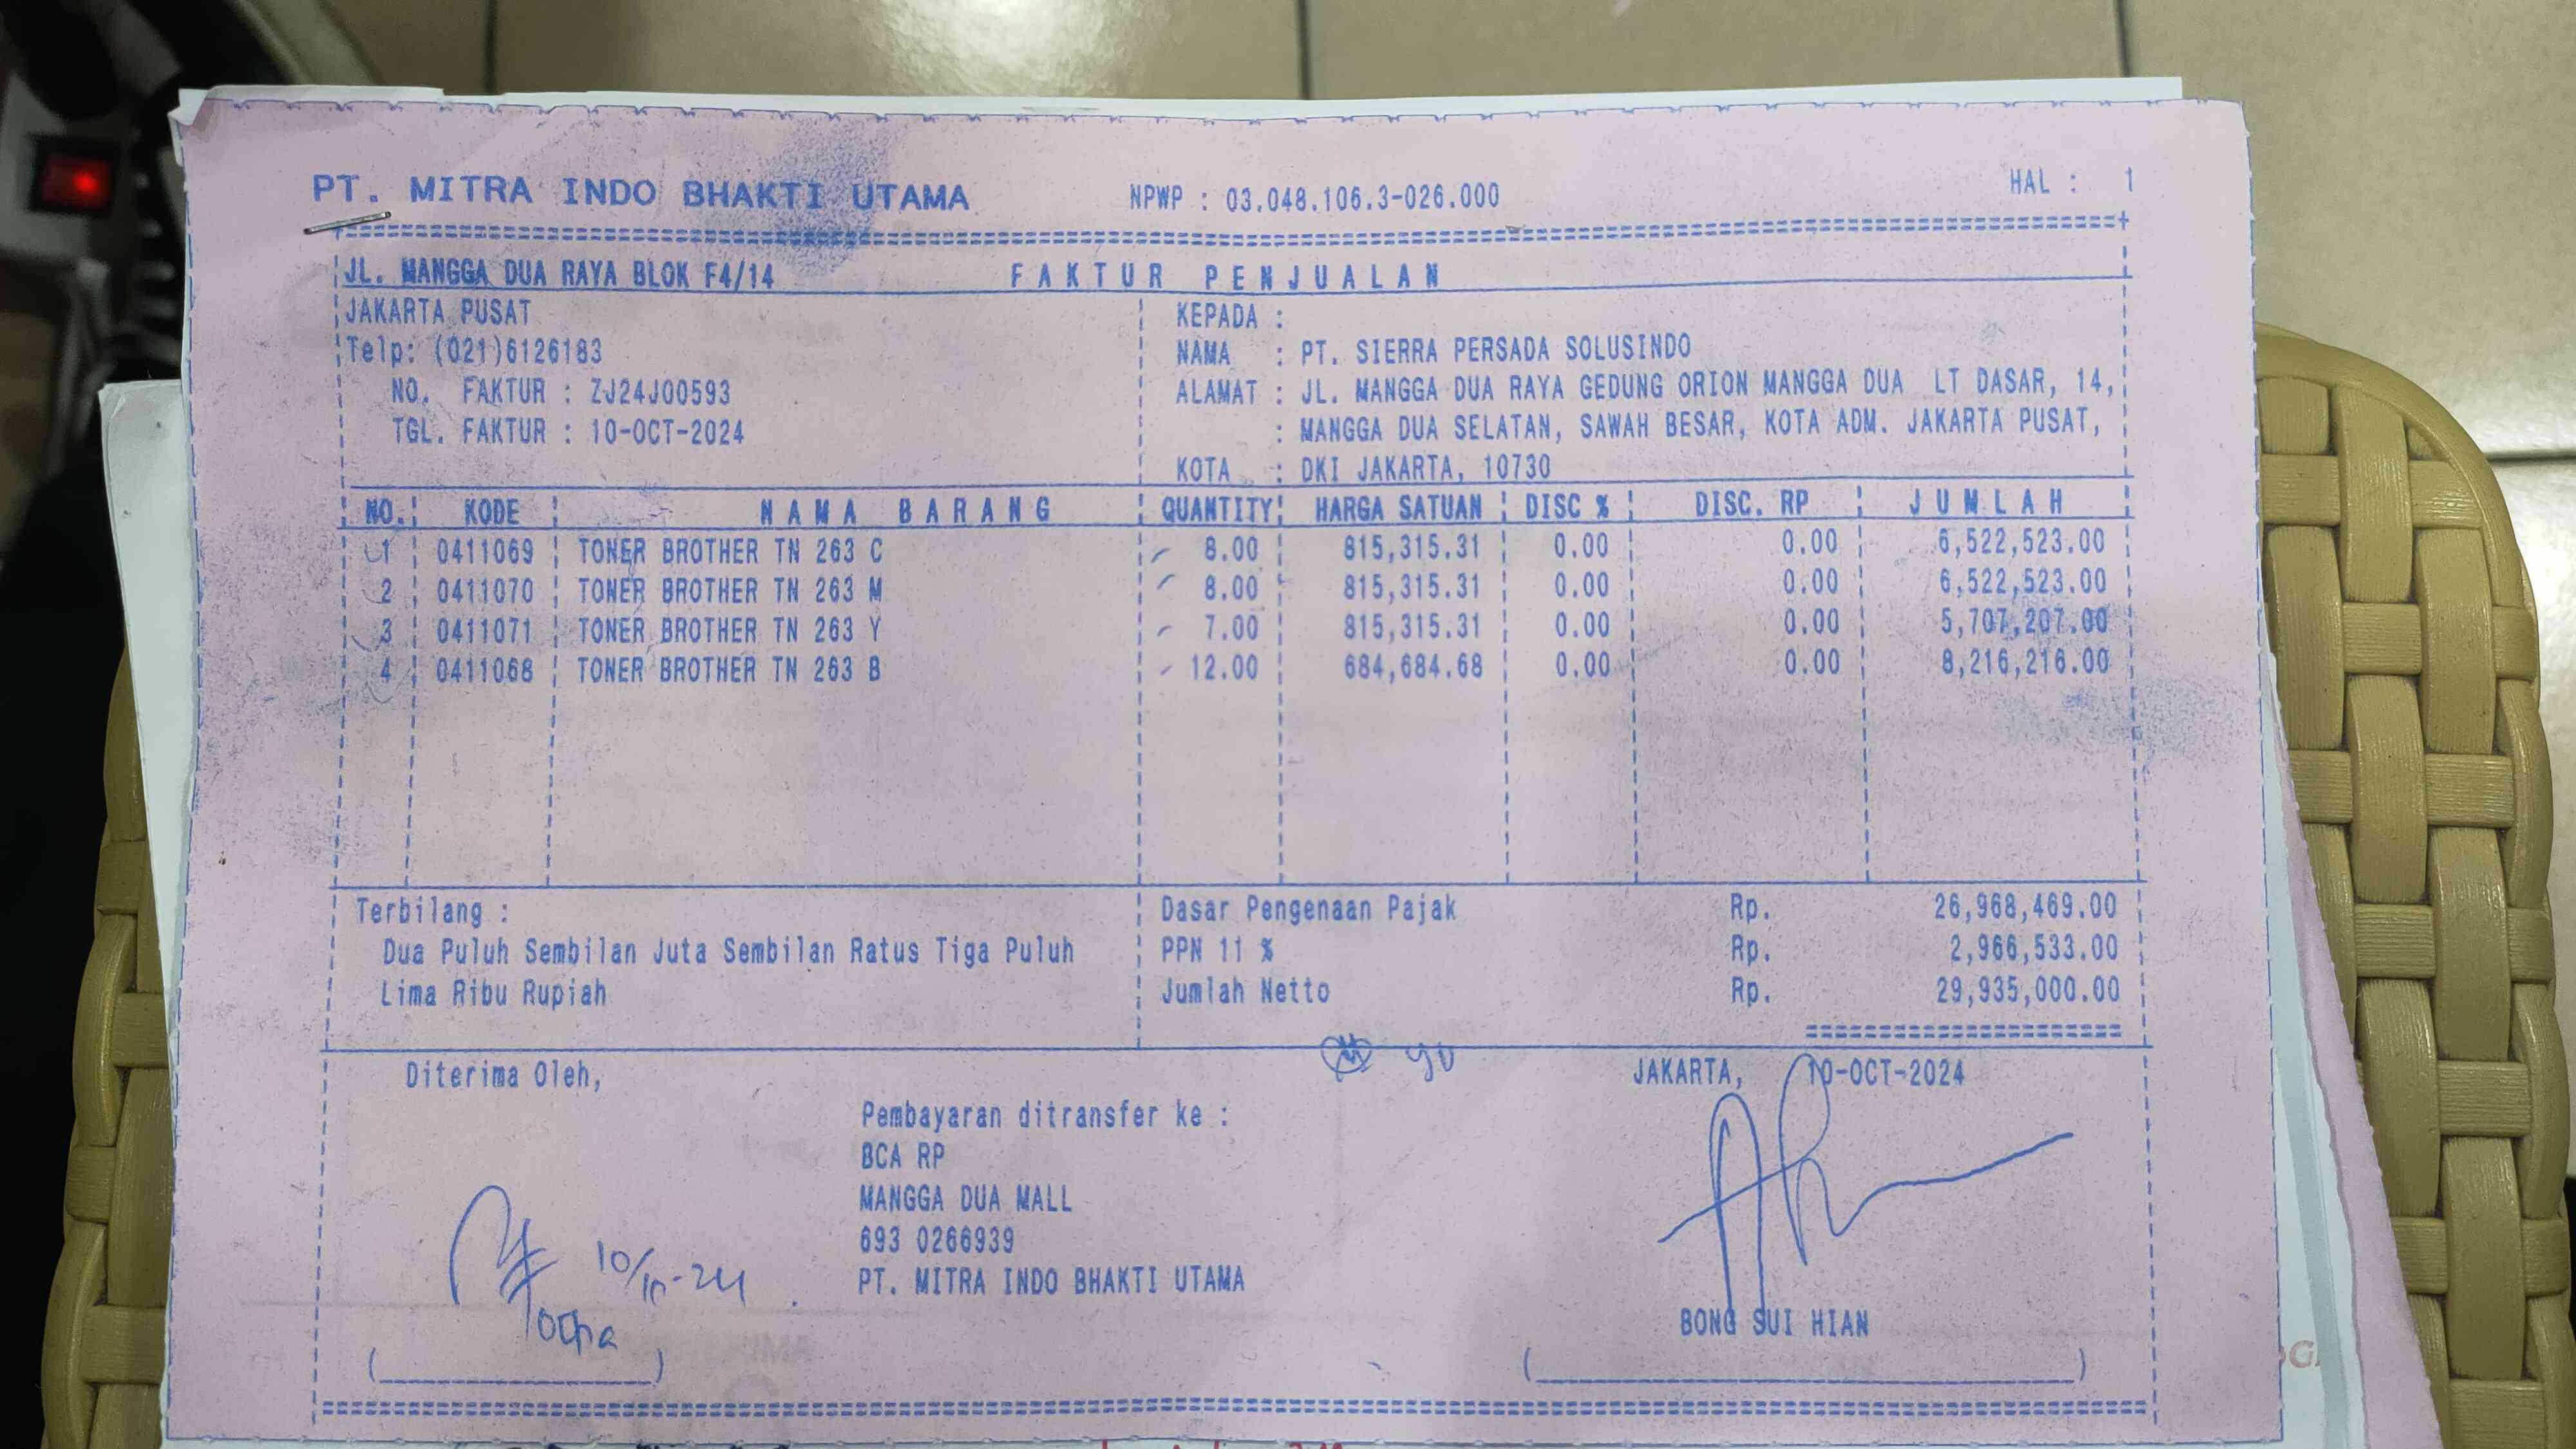 PT. MITRA INDO BHAKTI UTAMA NPWP : 03.048.106.3-026.000 HAL : 1
JL. MANGGA DUA RAYA BLOK F4/14 FAKTUR PENJUALAN
JAKARTA PUSAT KEPADA :
Telp: (021)6126183 NAMA : PT. SIERRA PERSADA SOLUSINDO
NO. FAKTUR : ZJ24J00593 ALAMAT : JL. MANGGA DUA RAYA GEDUNG ORION MANGGA DUA LT DASAR, 14,
TGL. FAKTUR : 10-OCT-2024 : MANGGA DUA SELATAN, SAWAH BESAR, KOTA ADM. JAKARTA PUSAT,
KOTA : DKI JAKARTA, 10730
NO. KODE NAMA BARANG QUANTITY HARGA SATUAN DISC % DISC. RP JUMLAH
1 0411069 TONER BROTHER TN 263 C 8.00 815,315.31 0.00 0.00 6,522,523.00
2 0411070 TONER BROTHER TN 263 M 8.00 815,315.31 0.00 0.00 6,522,523.00
3 0411071 TONER BROTHER TN 263 Y 7.00 815,315.31 0.00 0.00 5,707,207.00
4 0411068 TONER BROTHER TN 263 B 12.00 684,684.68 0.00 0.00 8,216,216.00
Terbilang : Dasar Pengenaan Pajak Rp. 26,968,469.00
Dua Puluh Sembilan Juta Sembilan Ratus Tiga Puluh PPN 11 % Rp. 2,966,533.00
Lima Ribu Rupiah Jumlah Netto Rp. 29,935,000.00
Diterima Oleh, JAKARTA, 10-OCT-2024
Pembayaran ditransfer ke :
BCA RP
MANGGA DUA MALL
693 0266939
10/10-24 PT. MITRA INDO BHAKTI UTAMA
BONG SUI HIAN